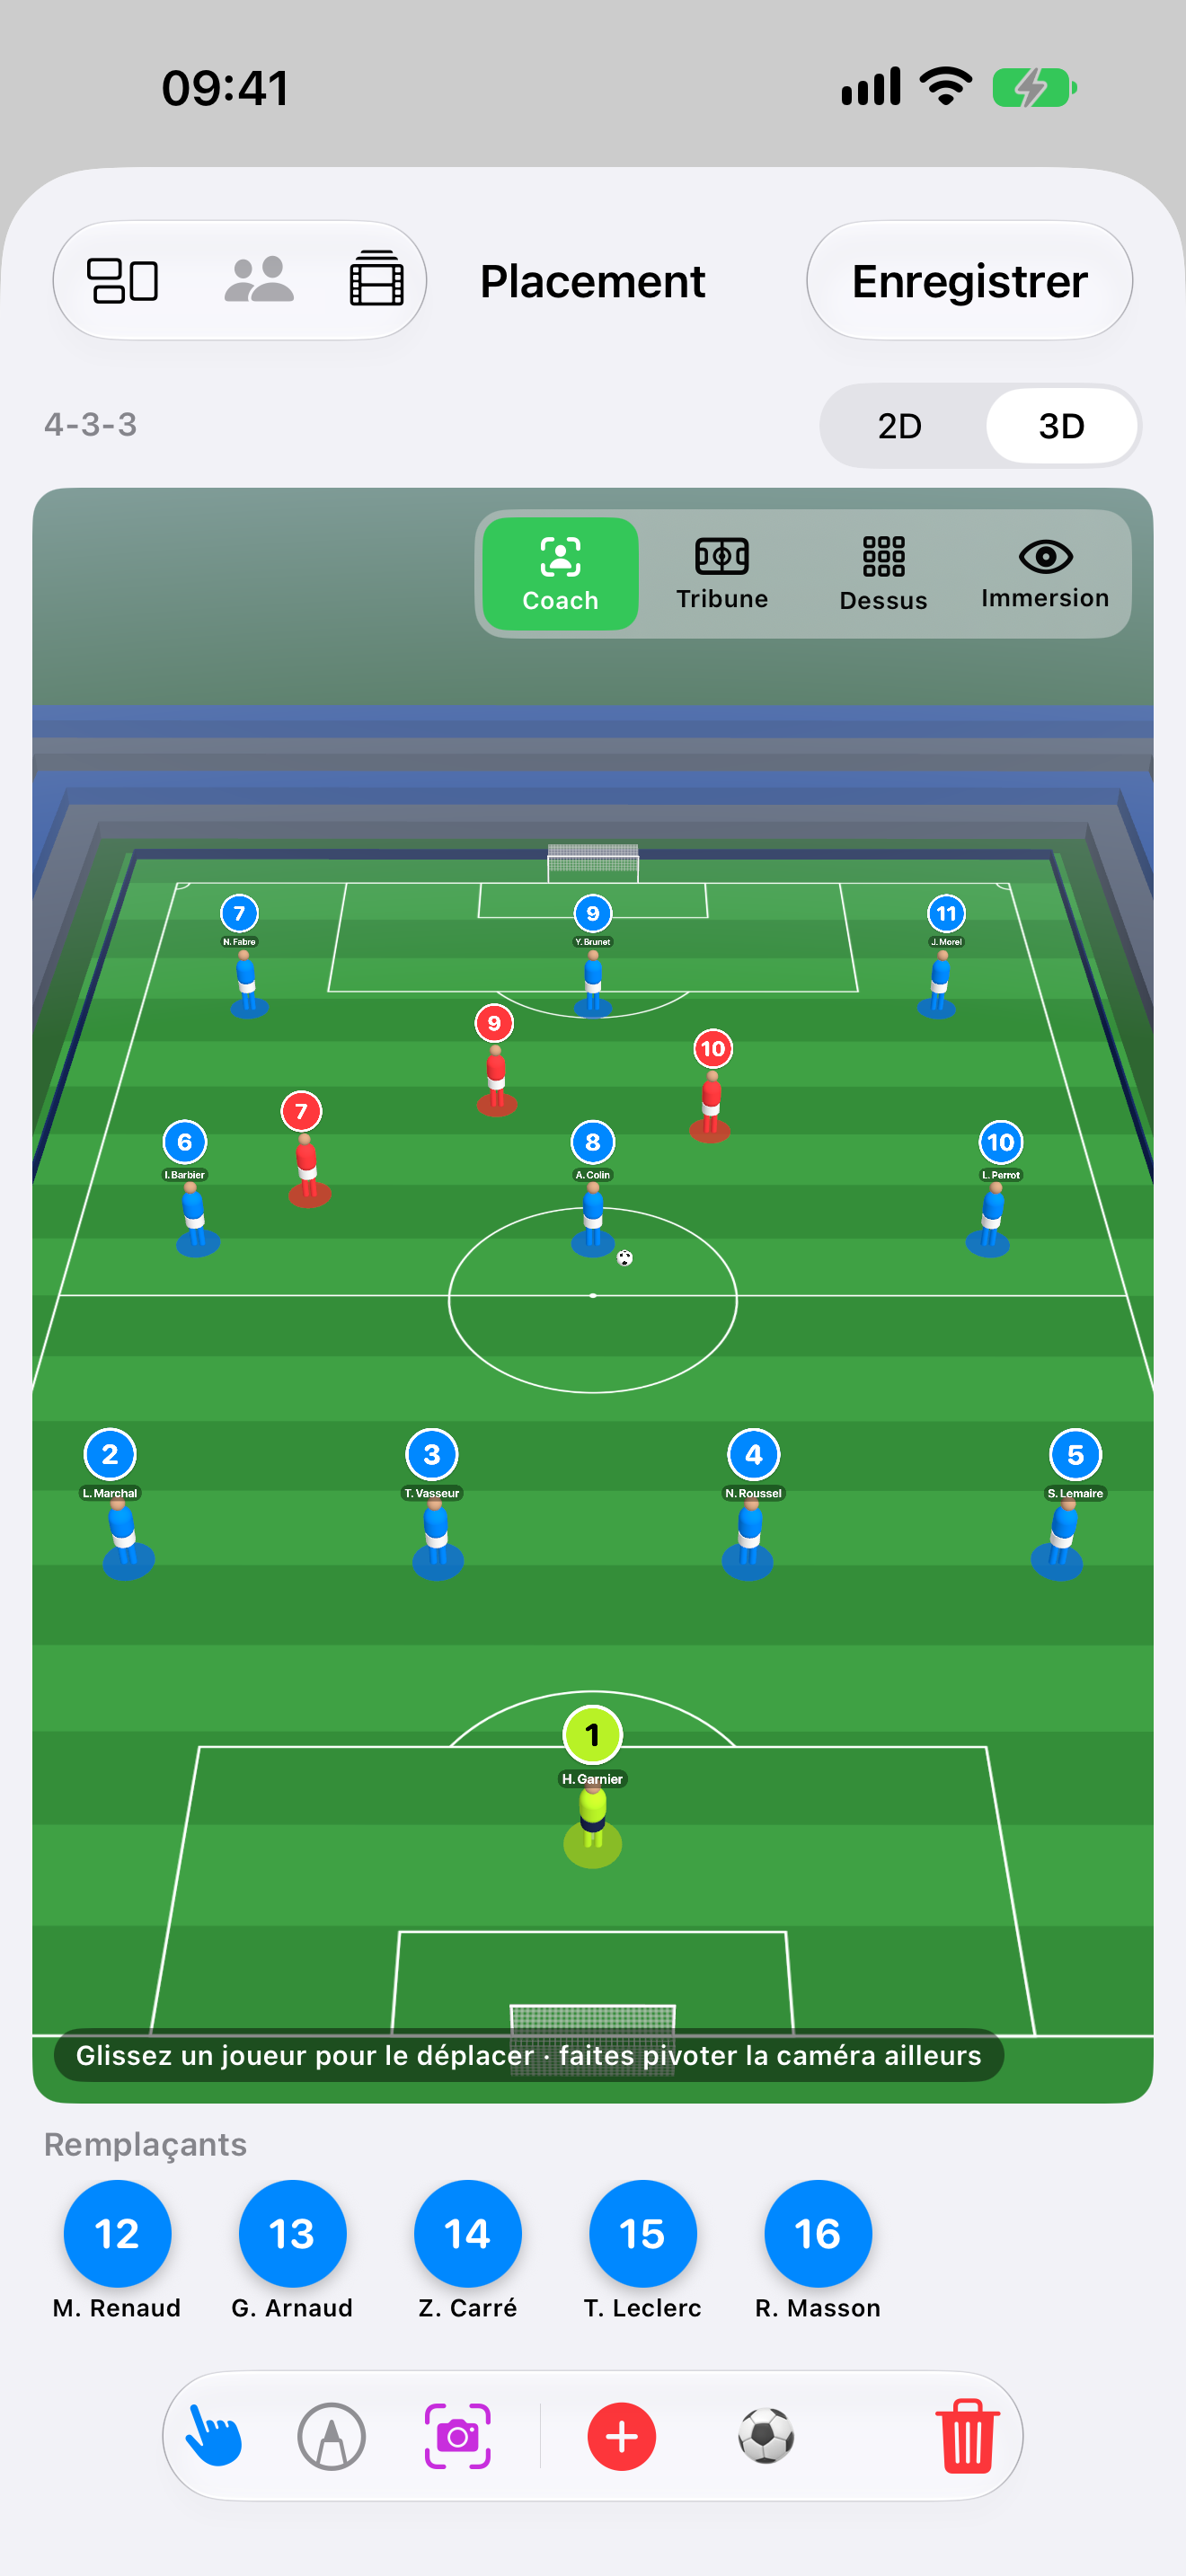 09:41
Placement
Enregistrer
4-3-3
2D
3D
Coach
Tribune
Dessus
Immersion
7
9
11
N. Fabre
Y. Brunet
J. Morel
9
10
7
6
8
10
I. Barbier
A. Colin
L. Perrot
2
3
4
5
L. Marchal
T. Vasseur
N. Roussel
S. Lemaire
1
H. Garnier
Glissez un joueur pour le déplacer · faites pivoter la caméra ailleurs
Remplaçants
12
13
14
15
16
M. Renaud
G. Arnaud
Z. Carré
T. Leclerc
R. Masson